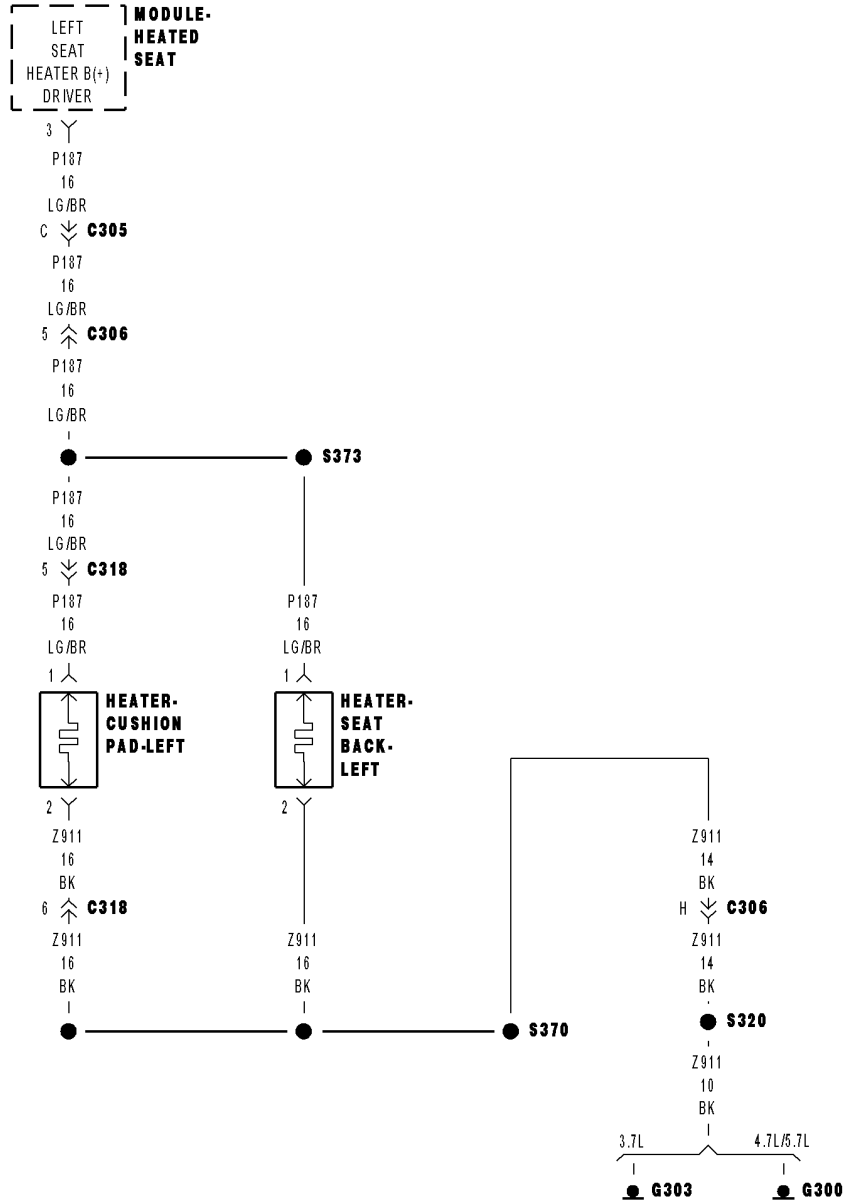 MODULE-
HEATED
SEAT
LEFT
SEAT
HEATER B(+)
DRIVER
3
P187
16
LG/BR
C
C305
P187
16
LG/BR
5
C306
P187
16
LG/BR
S373
P187
16
LG/BR
5
C318
P187
16
LG/BR
P187
16
LG/BR
1
1
HEATER-
CUSHION
PAD-LEFT
HEATER-
SEAT
BACK-
LEFT
2
2
Z911
16
BK
6
C318
Z911
16
BK
Z911
16
BK
S370
Z911
14
BK
H
C306
Z911
14
BK
S320
Z911
10
BK
3.7L
4.7L/5.7L
G303
G300